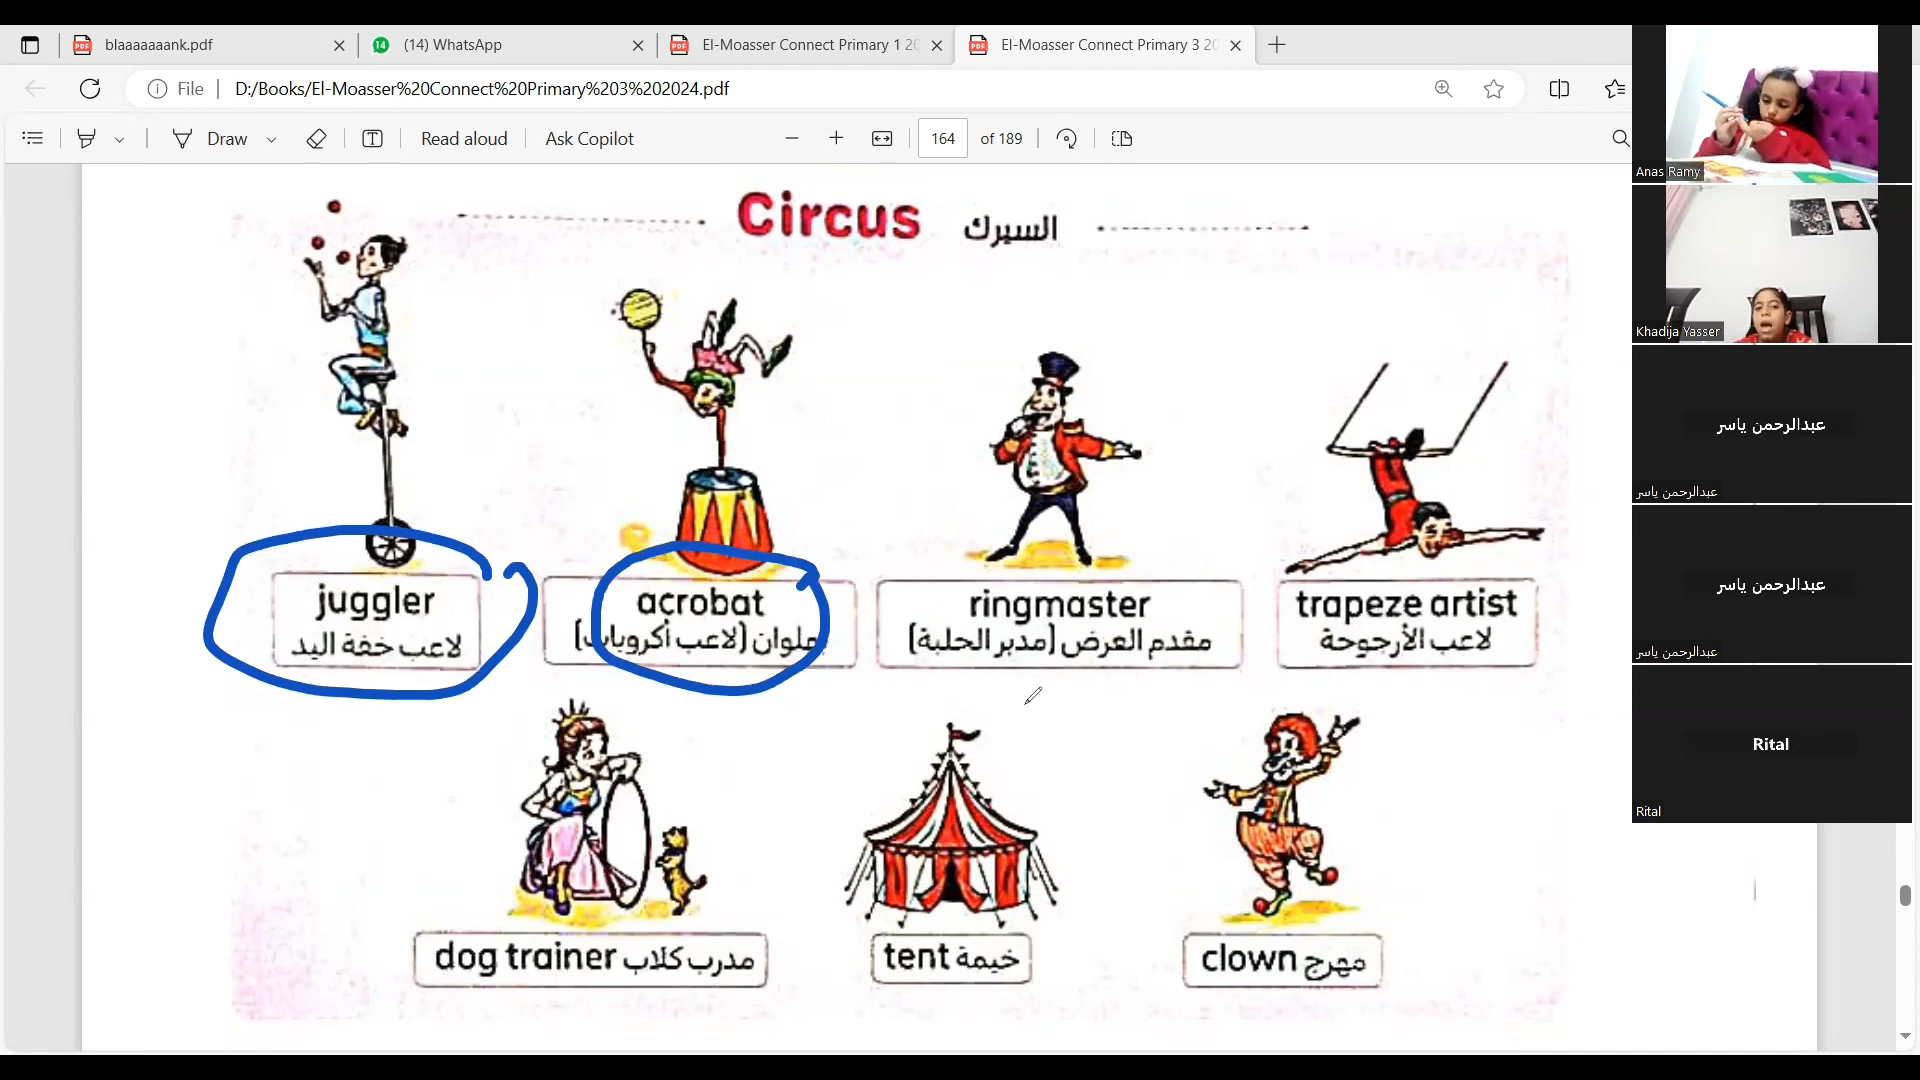 blaaaaaaank.pdf
14
(14) WhatsApp
El-Moasser Connect Primary 1 20
El-Moasser Connect Primary 3 20
File
D:/Books/El-Moasser%20Connect%20Primary%203%202024.pdf
Draw
Read aloud
Ask Copilot
164
of 189
Circus السيرك
juggler
لاعب خفة اليد
acrobat
بهلوان (لاعب أكروبات)
ringmaster
مقدم العرض (مدير الحلبة)
trapeze artist
لاعب الأرجوحة
dog trainer مدرب كلاب
tent خيمة
clown مهرج
Anas Ramy
Khadija Yasser
عبدالرحمن ياسر
عبدالرحمن ياسر
عبدالرحمن ياسر
عبدالرحمن ياسر
Rital
Rital